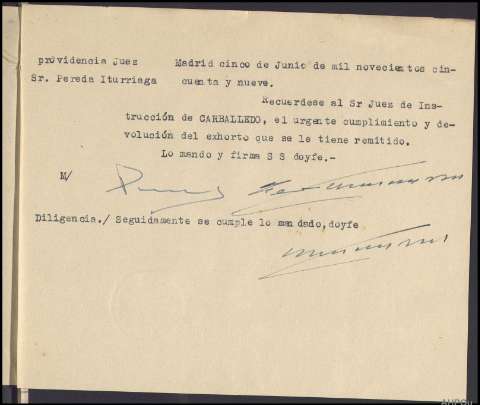 providencia Juez Madrid cinco de Junio de mil novecientos cin-
Sr. Pereda Iturriaga cuenta y nueve.
Recuerdese al Sr Juez de Ins-
trucción de CARBALLEDO, el urgente cumplimiento y de-
volución del exhorto que se le tiene remitido.
Lo mando y firma S S doyfe.-
M/
Diligencia./ Seguidamente se cumple lo mandado,doyfe